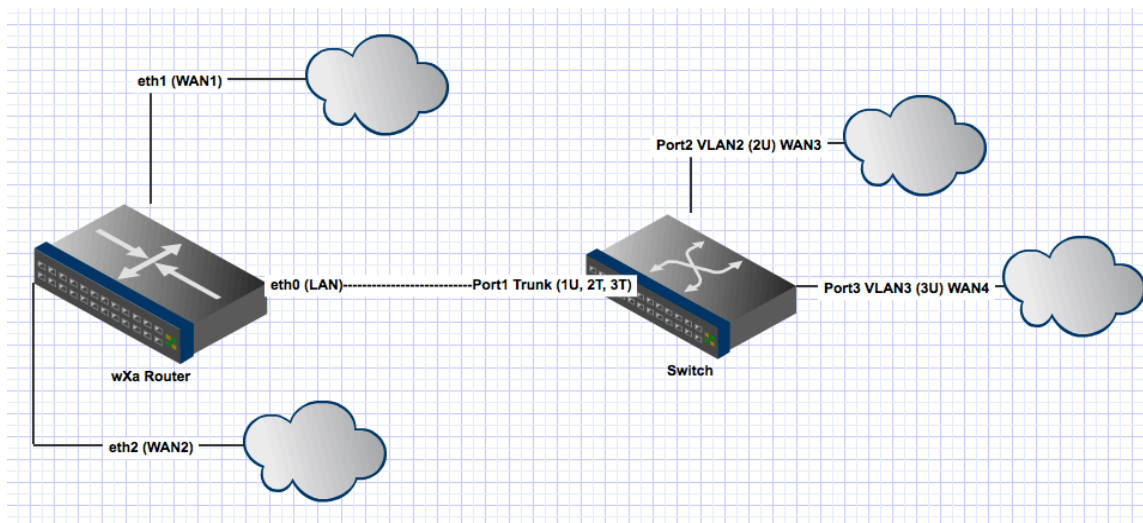 eth1 (WAN1)
Port2 VLAN2 (2U) WAN3
eth0 (LAN)-----------------------Port1 Trunk (1U, 2T, 3T)
Port3 VLAN3 (3U) WAN4
wXa Router
Switch
eth2 (WAN2)